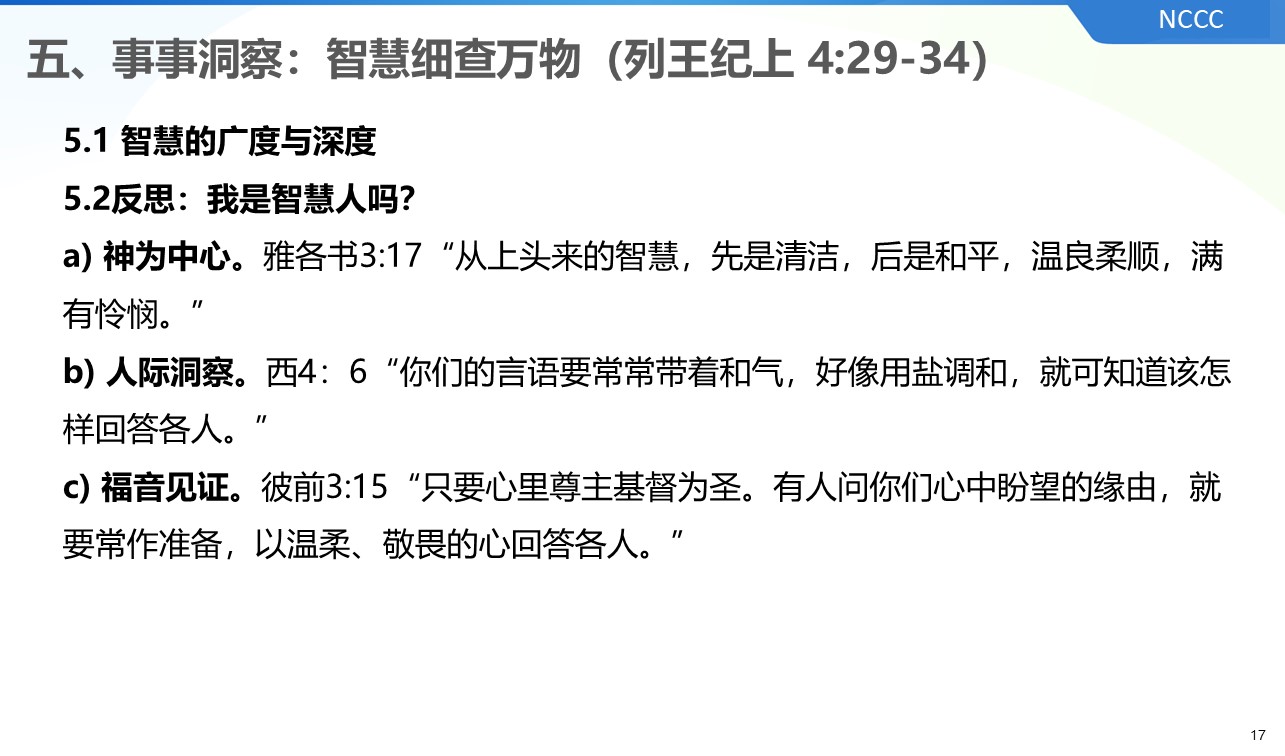 NCCC
五、事事洞察：智慧细查万物（列王纪上 4:29-34）
5.1 智慧的广度与深度
5.2反思：我是智慧人吗？
a) 神为中心。雅各书3:17“从上头来的智慧，先是清洁，后是和平，温良柔顺，满
有怜悯。”
b) 人际洞察。西4：6“你们的言语要常常带着和气，好像用盐调和，就可知道该怎
样回答各人。”
c) 福音见证。彼前3:15“只要心里尊主基督为圣。有人问你们心中盼望的缘由，就
要常作准备，以温柔、敬畏的心回答各人。”
17